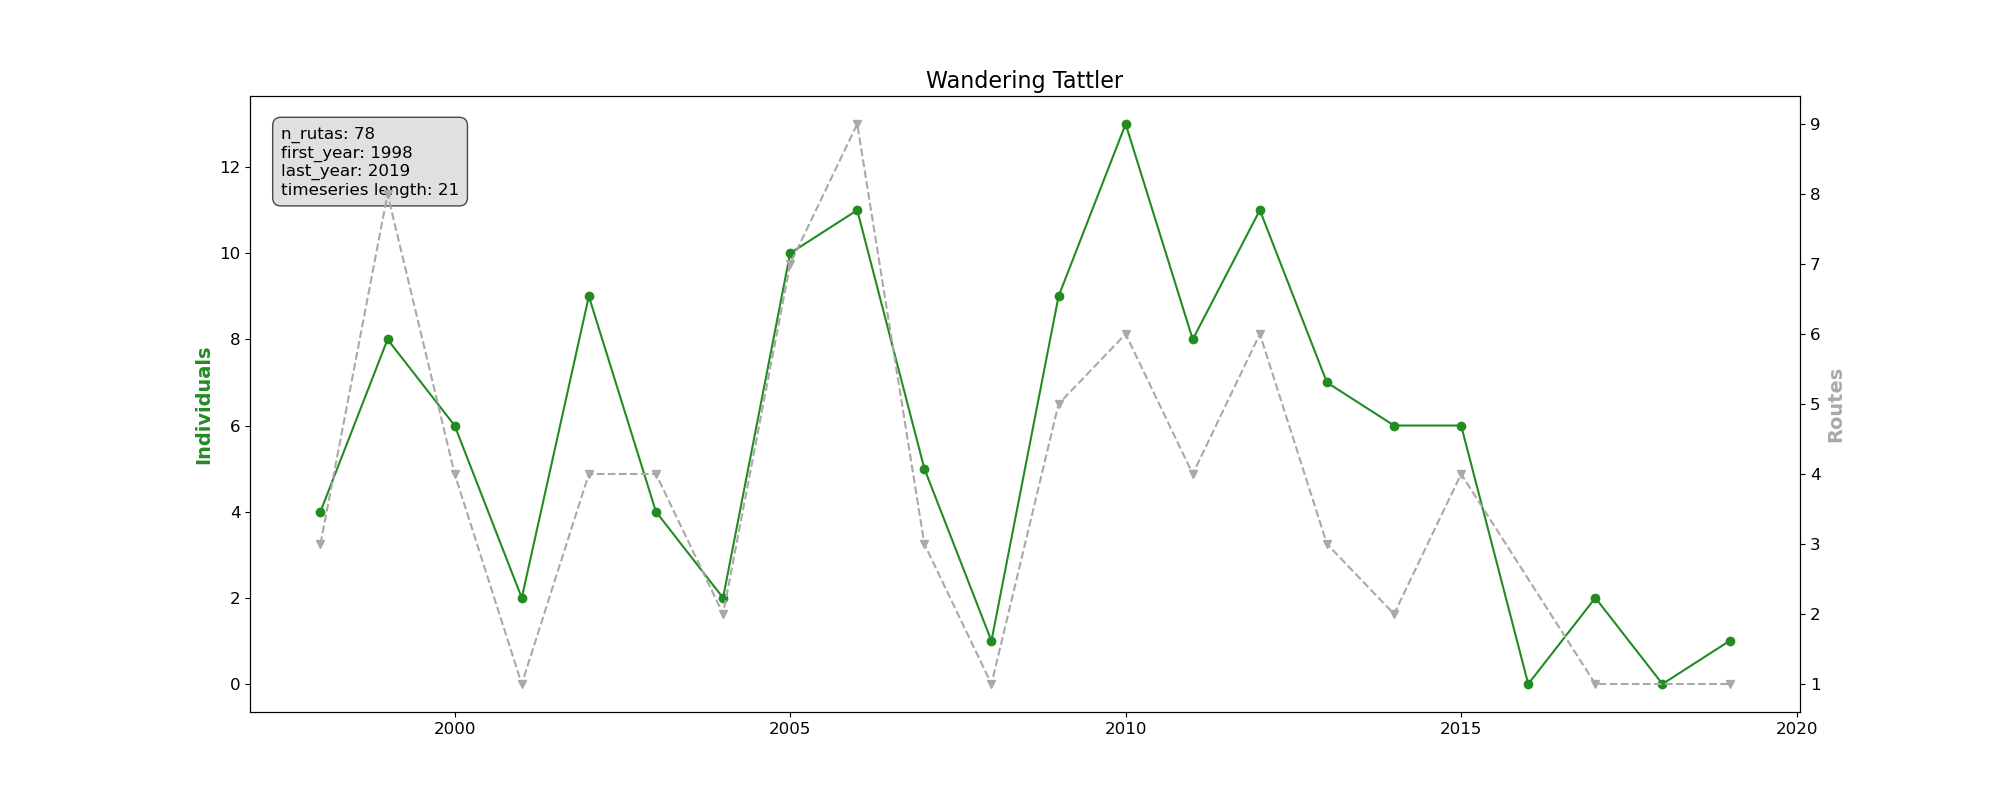 Wandering Tattler
n_rutas: 78
first_year: 1998
last_year: 2019
timeseries length: 21
Individuals
12
10
8
6
4
2
0
Routes
9
8
7
6
5
4
3
2
1
2000 2005 2010 2015 2020